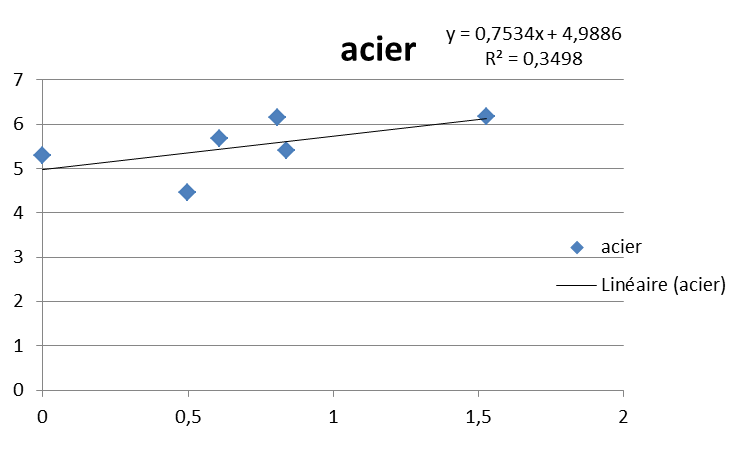 acier
y = 0,7534x + 4,9886
R² = 0,3498
7
6
5
4
3
2
1
0
0 0,5 1 1,5 2
acier
Linéaire (acier)